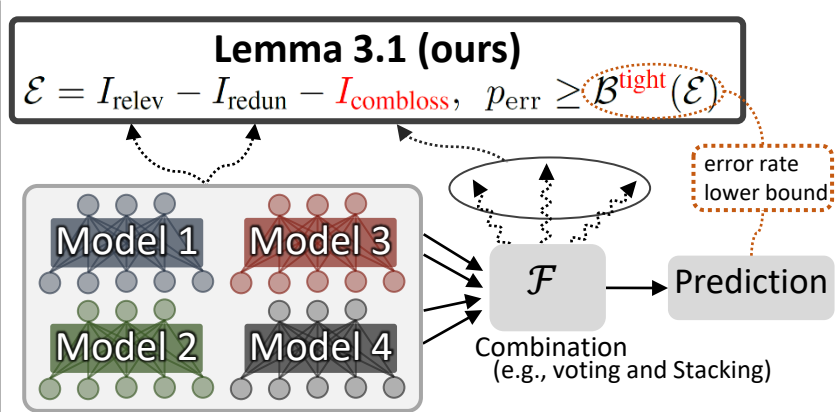 Lemma 3.1 (ours)
ℰ = I_relev − I_redun − I_combloss, p_err ≥ ℬ^tight(ℰ)
error rate
lower bound
Model 1
Model 3
Model 2
Model 4
ℱ
Prediction
Combination
(e.g., voting and Stacking)